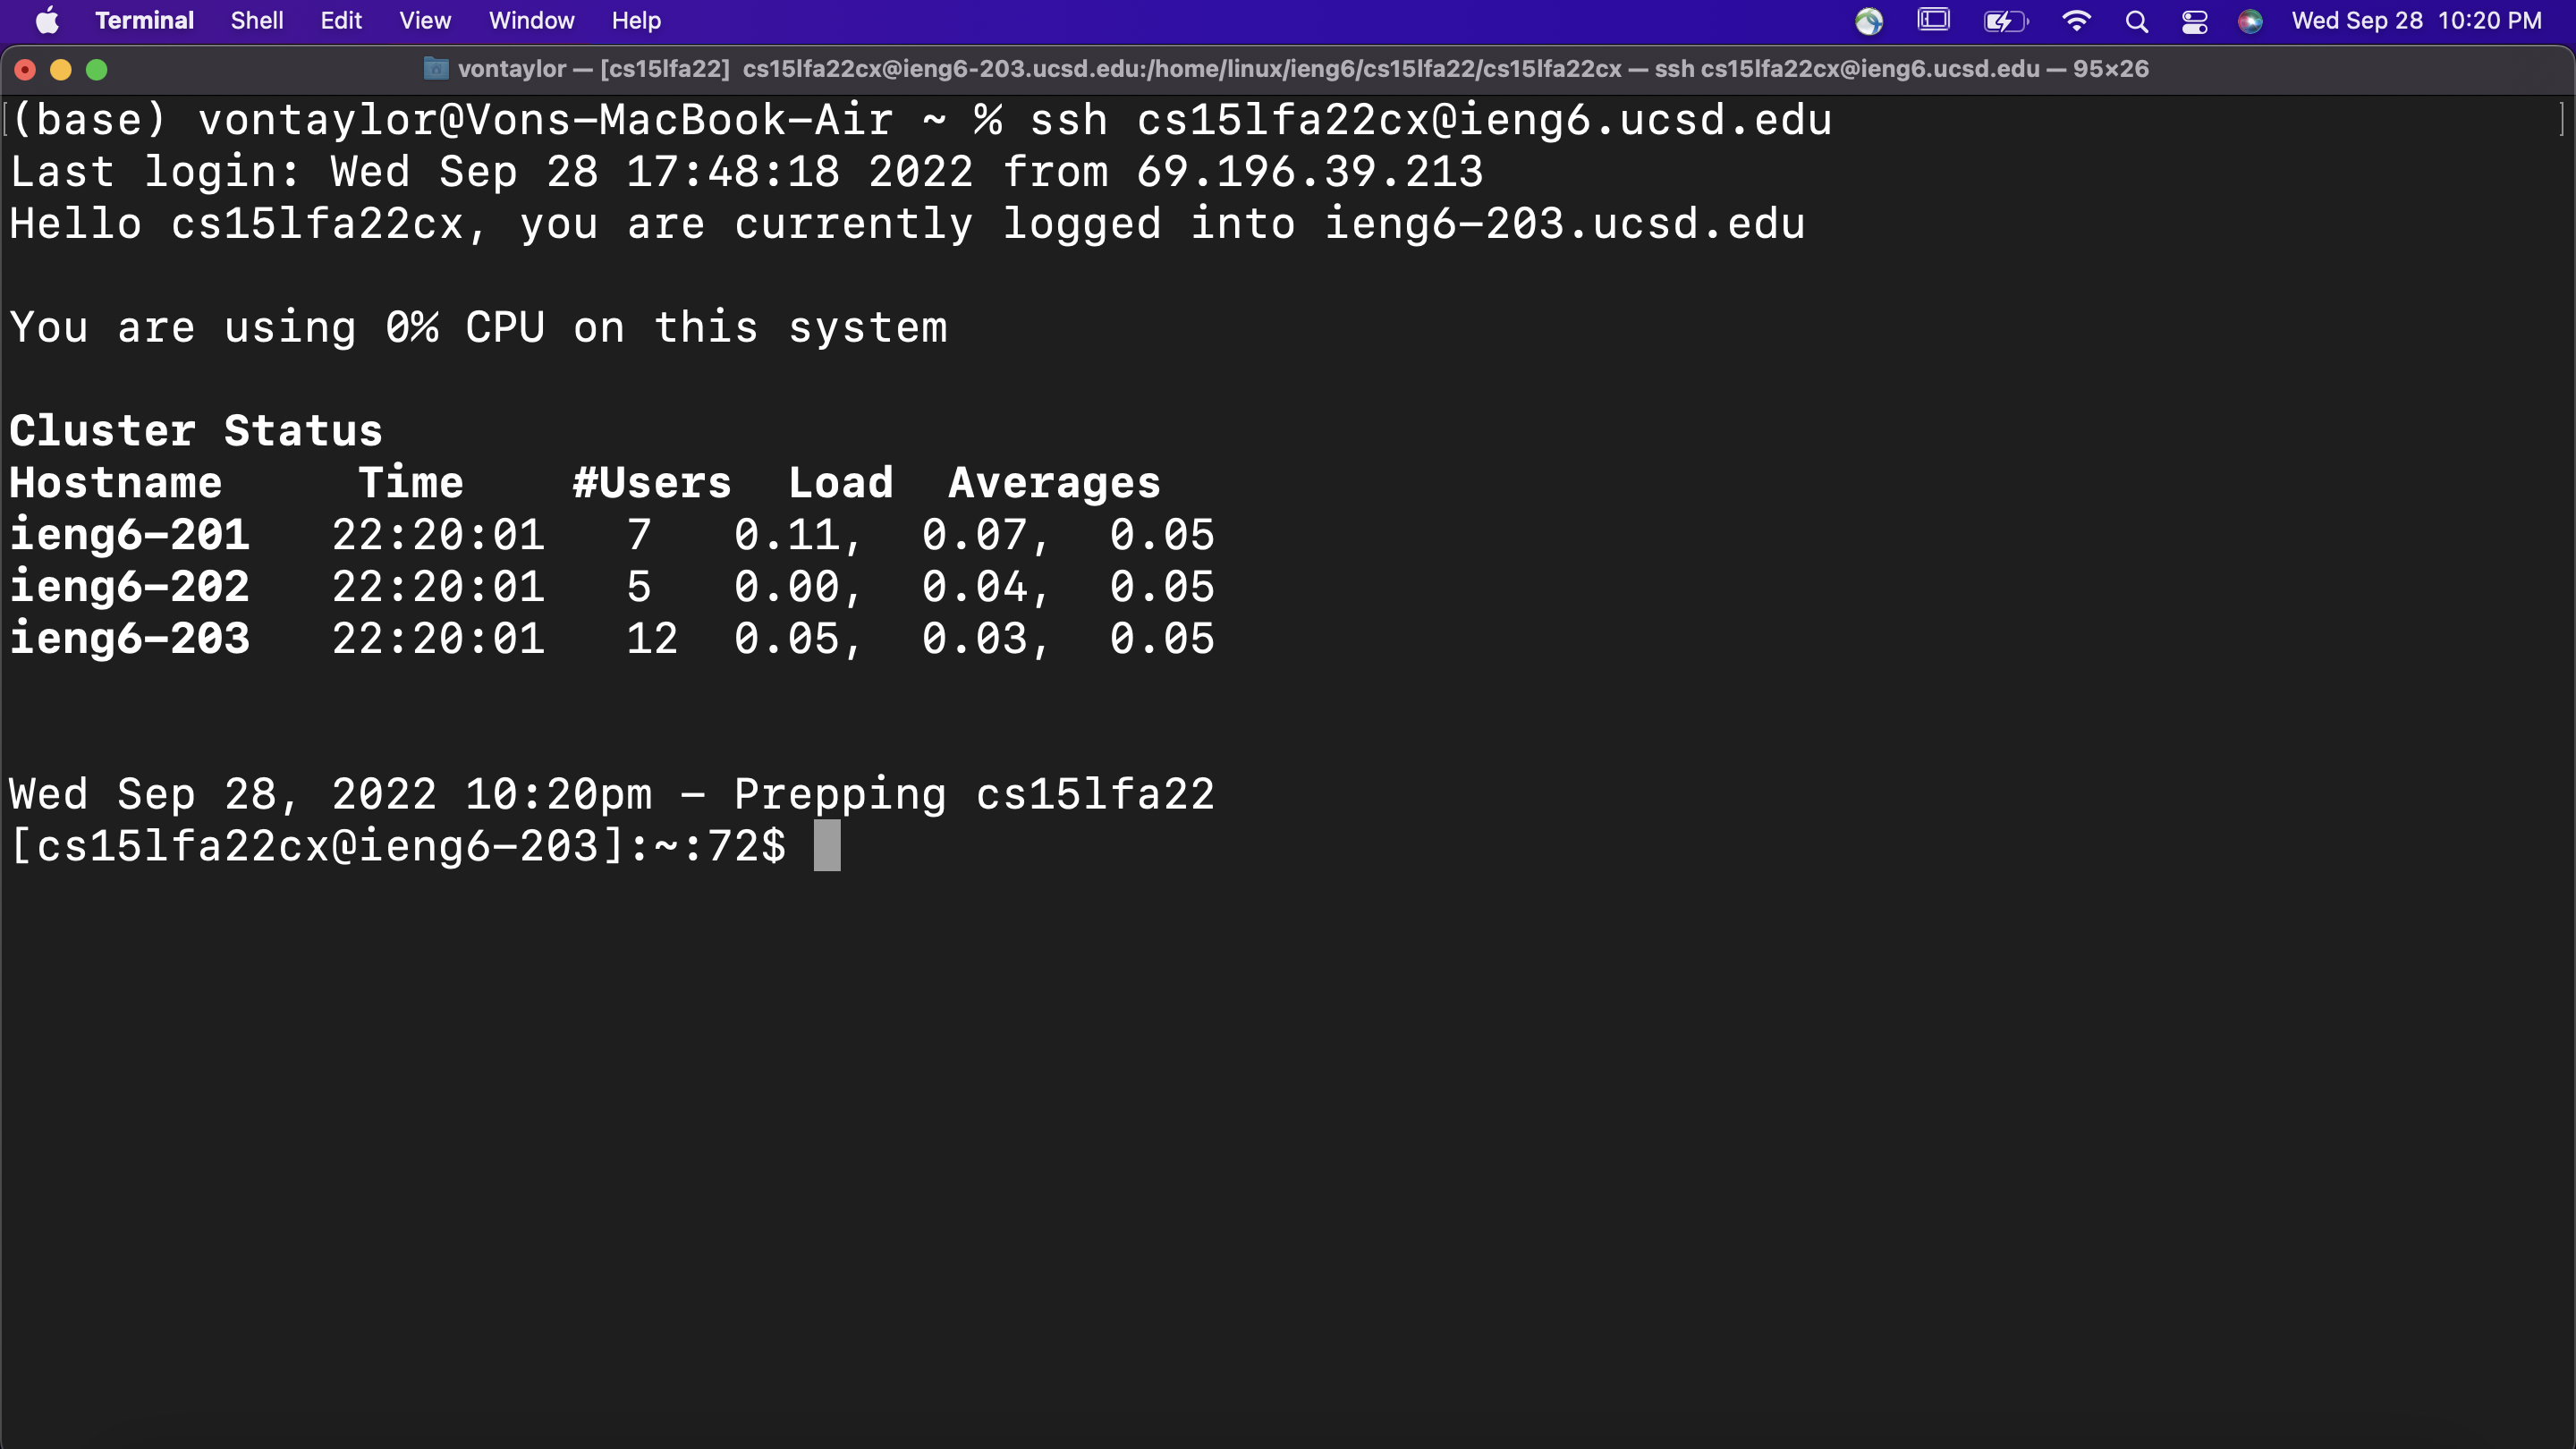 Terminal Shell Edit View Window Help Wed Sep 28 10:20 PM
vontaylor — [cs15lfa22] cs15lfa22cx@ieng6-203.ucsd.edu:/home/linux/ieng6/cs15lfa22/cs15lfa22cx — ssh cs15lfa22cx@ieng6.ucsd.edu — 95×26
[(base) vontaylor@Vons-MacBook-Air ~ % ssh cs15lfa22cx@ieng6.ucsd.edu ]
Last login: Wed Sep 28 17:48:18 2022 from 69.196.39.213
Hello cs15lfa22cx, you are currently logged into ieng6-203.ucsd.edu
You are using 0% CPU on this system
Cluster Status
Hostname Time #Users Load Averages
ieng6-201 22:20:01 7 0.11, 0.07, 0.05
ieng6-202 22:20:01 5 0.00, 0.04, 0.05
ieng6-203 22:20:01 12 0.05, 0.03, 0.05
Wed Sep 28, 2022 10:20pm - Prepping cs15lfa22
[cs15lfa22cx@ieng6-203]:~:72$